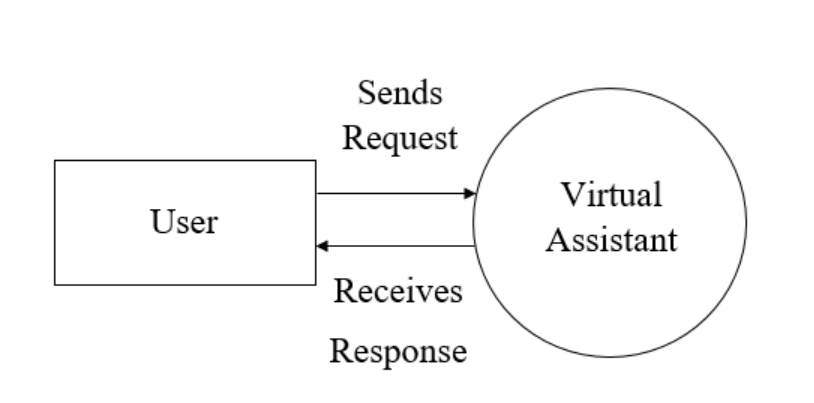 Sends
Request
User
Virtual
Assistant
Receives
Response